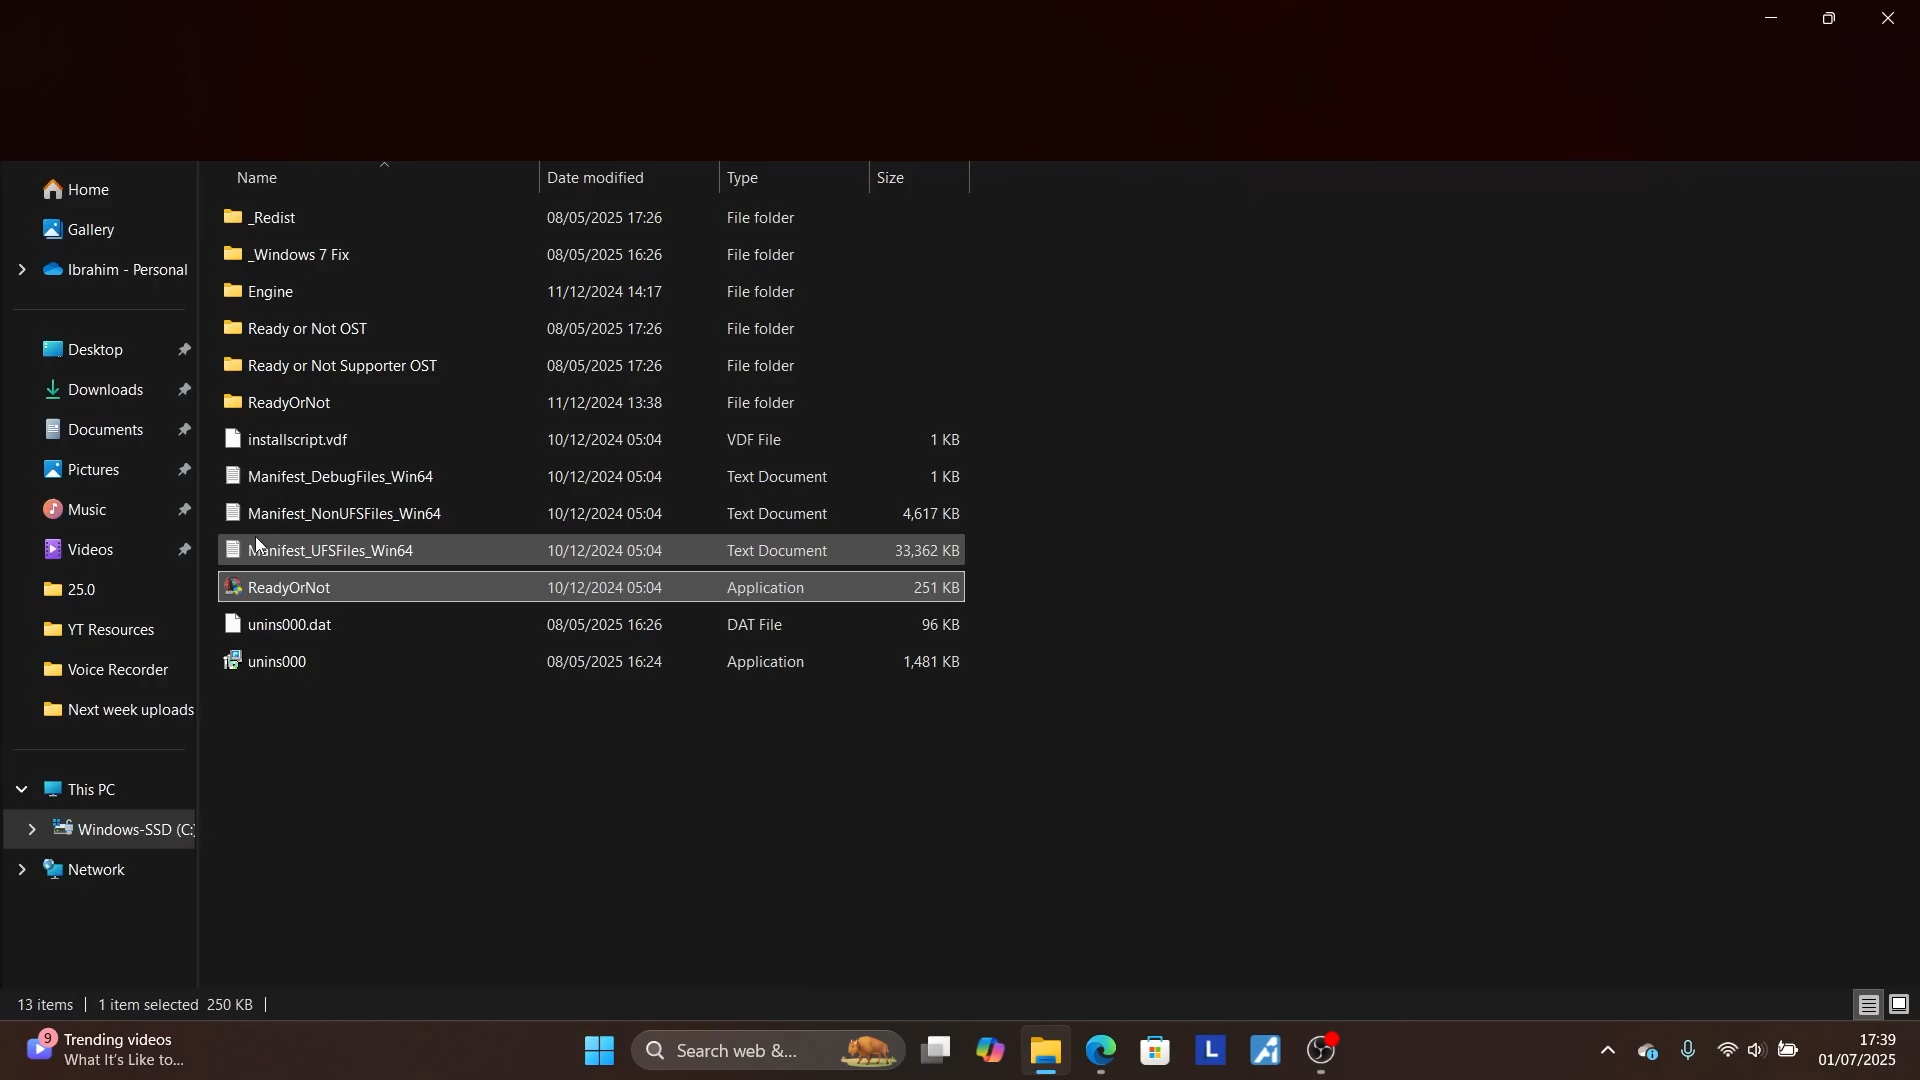 Name Date modified Type Size
Home
Gallery
Ibrahim - Personal
Desktop
Downloads
Documents
Pictures
Music
Videos
25.0
YT Resources
Voice Recorder
Next week uploads
This PC
Windows-SSD (C:)
Network
_Redist 08/05/2025 17:26 File folder
_Windows 7 Fix 08/05/2025 16:26 File folder
Engine 11/12/2024 14:17 File folder
Ready or Not OST 08/05/2025 17:26 File folder
Ready or Not Supporter OST 08/05/2025 17:26 File folder
ReadyOrNot 11/12/2024 13:38 File folder
installscript.vdf 10/12/2024 05:04 VDF File 1 KB
Manifest_DebugFiles_Win64 10/12/2024 05:04 Text Document 1 KB
Manifest_NonUFSFiles_Win64 10/12/2024 05:04 Text Document 4,617 KB
Manifest_UFSFiles_Win64 10/12/2024 05:04 Text Document 33,362 KB
ReadyOrNot 10/12/2024 05:04 Application 251 KB
unins000.dat 08/05/2025 16:26 DAT File 96 KB
unins000 08/05/2025 16:24 Application 1,481 KB
13 items 1 item selected 250 KB
9 Trending videos
What It's Like to...
Search web &...
L
17:39
01/07/2025